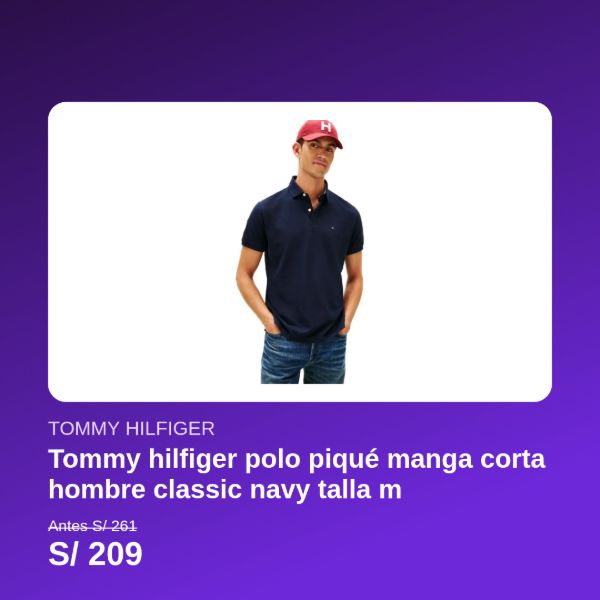 H
TOMMY HILFIGER
Tommy hilfiger polo piqué manga corta
hombre classic navy talla m
Antes S/ 261
S/ 209